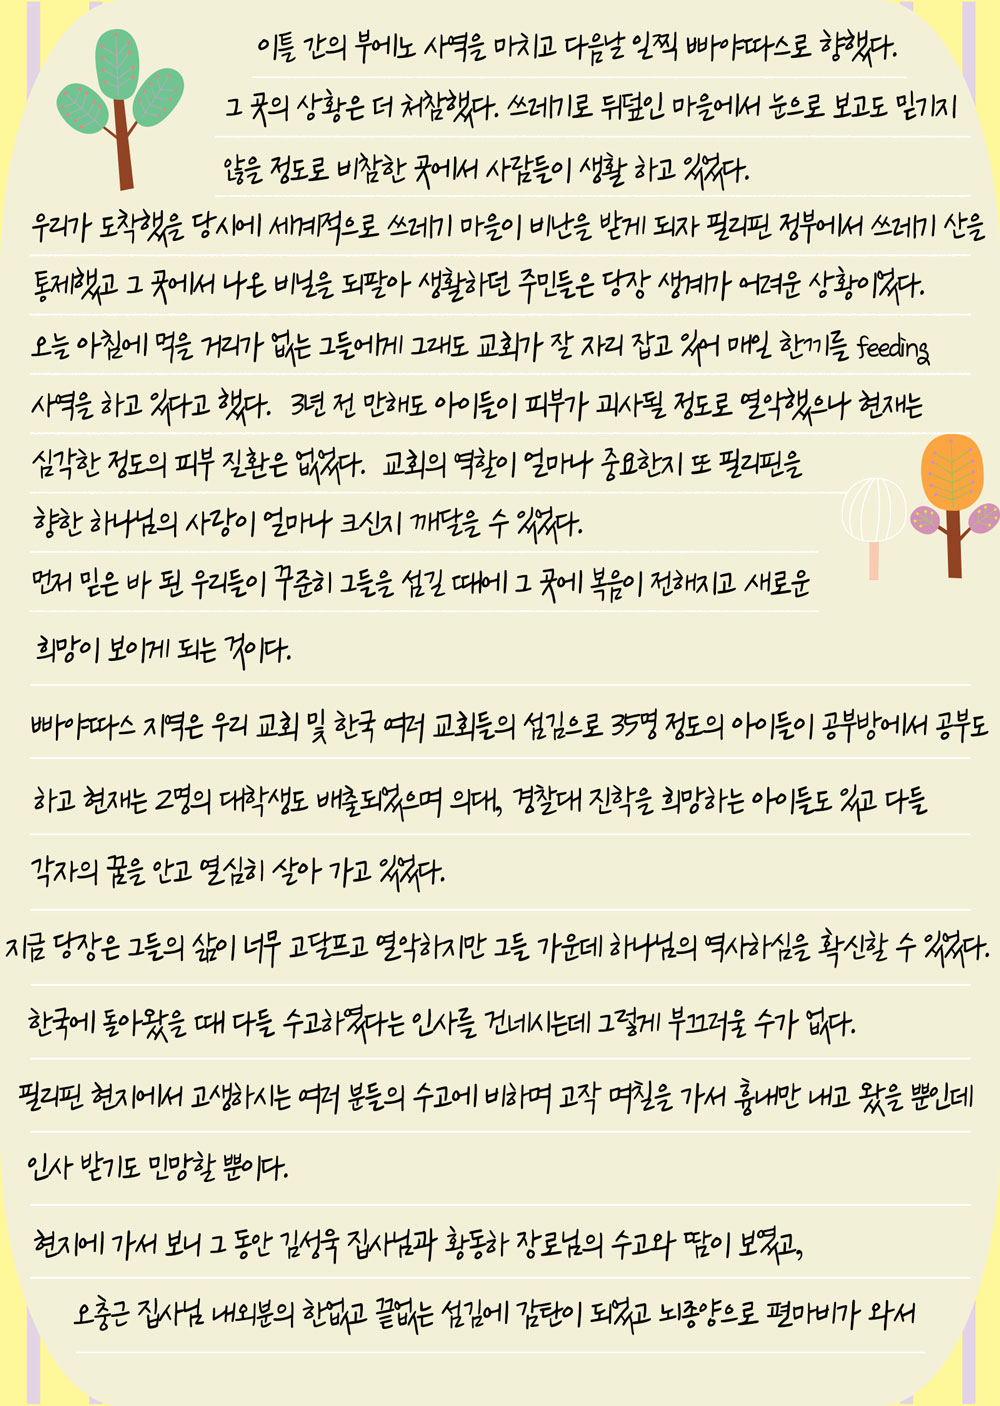 이틀 간의 부에노 사역을 마치고 다음날 일찍 빠야따스로 향했다.
그 곳의 상황은 더 처참했다. 쓰레기로 뒤덮인 마을에서 눈으로 보고도 믿기지
않을 정도로 비참한 곳에서 사람들이 생활 하고 있었다.
우리가 도착했을 당시에 세계적으로 쓰레기 마을이 비난을 받게 되자 필리핀 정부에서 쓰레기 산을
통제했고 그 곳에서 나온 비닐을 되팔아 생활하던 주민들은 당장 생계가 어려운 상황이었다.
오늘 아침에 먹을 거리가 없는 그들에게 그래도 교회가 잘 자리 잡고 있어 매일 한끼를 feeding
사역을 하고 있다고 했다. 3년 전 만해도 아이들이 피부가 괴사될 정도로 열악했으나 현재는
심각한 정도의 피부 질환은 없었다. 교회의 역할이 얼마나 중요한지 또 필리핀을
향한 하나님의 사랑이 얼마나 크신지 깨달을 수 있었다.
먼저 믿은 바 된 우리들이 꾸준히 그들을 섬길 때에 그 곳에 복음이 전해지고 새로운
희망이 보이게 되는 것이다.
빠야따스 지역은 우리 교회 및 한국 여러 교회들의 섬김으로 35명 정도의 아이들이 공부방에서 공부도
하고 현재는 2명의 대학생도 배출되었으며 의대, 경찰대 진학을 희망하는 아이들도 있고 다들
각자의 꿈을 안고 열심히 살아 가고 있었다.
지금 당장은 그들의 삶이 너무 고달프고 열악하지만 그들 가운데 하나님의 역사하심을 확신할 수 있었다.
한국에 돌아왔을 때 다들 수고하였다는 인사를 건네시는데 그렇게 부끄러울 수가 없다.
필리핀 현지에서 고생하시는 여러 분들의 수고에 비하며 고작 며칠을 가서 흉내만 내고 왔을 뿐인데
인사 받기도 민망할 뿐이다.
현지에 가서 보니 그 동안 김성욱 집사님과 황동하 장로님의 수고와 땀이 보였고,
오충근 집사님 내외분의 한없고 끝없는 섬김에 감탄이 되었고 뇌종양으로 편마비가 와서